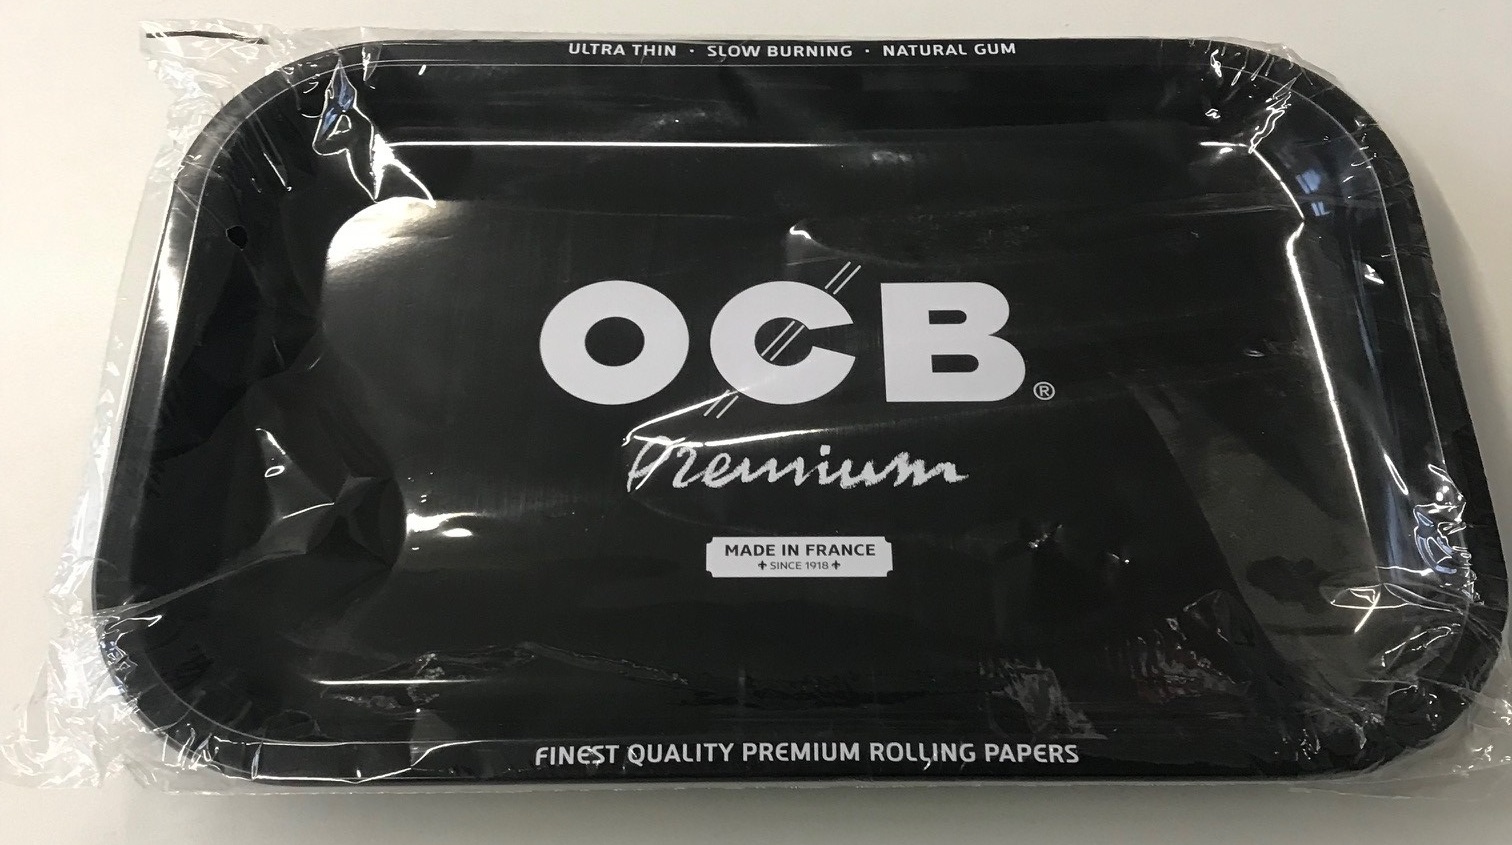 ULTRA THIN · SLOW BURNING · NATURAL GUM
OCB®
Premium
MADE IN FRANCE
SINCE 1918
FINEST QUALITY PREMIUM ROLLING PAPERS